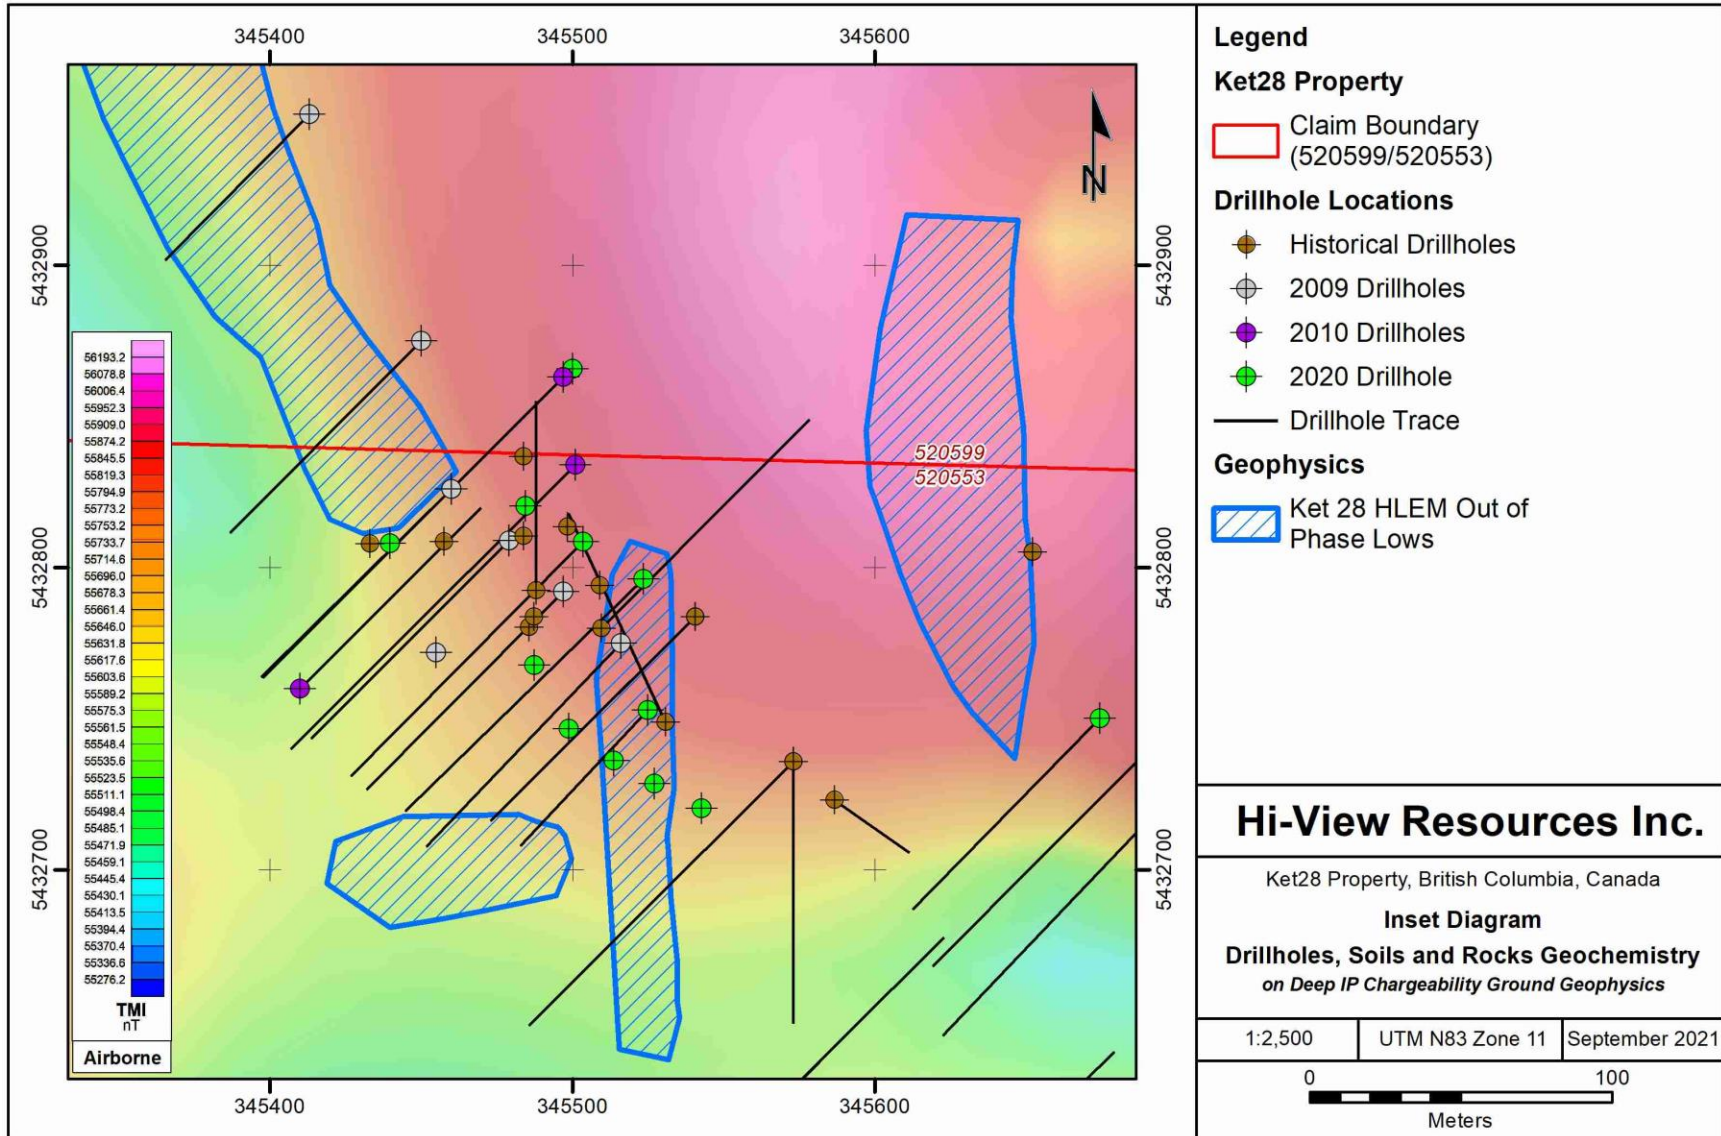 345400
345500
345600
5432900
5432800
5432700
5432900
5432800
5432700
N
520599
520553
56193.2
56078.8
56006.4
55952.3
55909.0
55874.2
55845.5
55819.3
55794.9
55773.2
55753.2
55733.7
55714.6
55696.0
55678.3
55661.4
55646.0
55631.8
55617.6
55603.6
55589.2
55575.3
55561.5
55548.4
55535.6
55523.5
55511.1
55498.4
55485.1
55471.9
55459.1
55445.4
55430.1
55413.5
55394.4
55370.4
55336.6
55276.2
TMI
nT
Airborne
345400
345500
345600
Legend
Ket28 Property
Claim Boundary
(520599/520553)
Drillhole Locations
Historical Drillholes
2009 Drillholes
2010 Drillholes
2020 Drillhole
Drillhole Trace
Geophysics
Ket 28 HLEM Out of
Phase Lows
Hi-View Resources Inc.
Ket28 Property, British Columbia, Canada
Inset Diagram
Drillholes, Soils and Rocks Geochemistry
on Deep IP Chargeability Ground Geophysics
1:2,500 UTM N83 Zone 11 September 2021
0 100
Meters